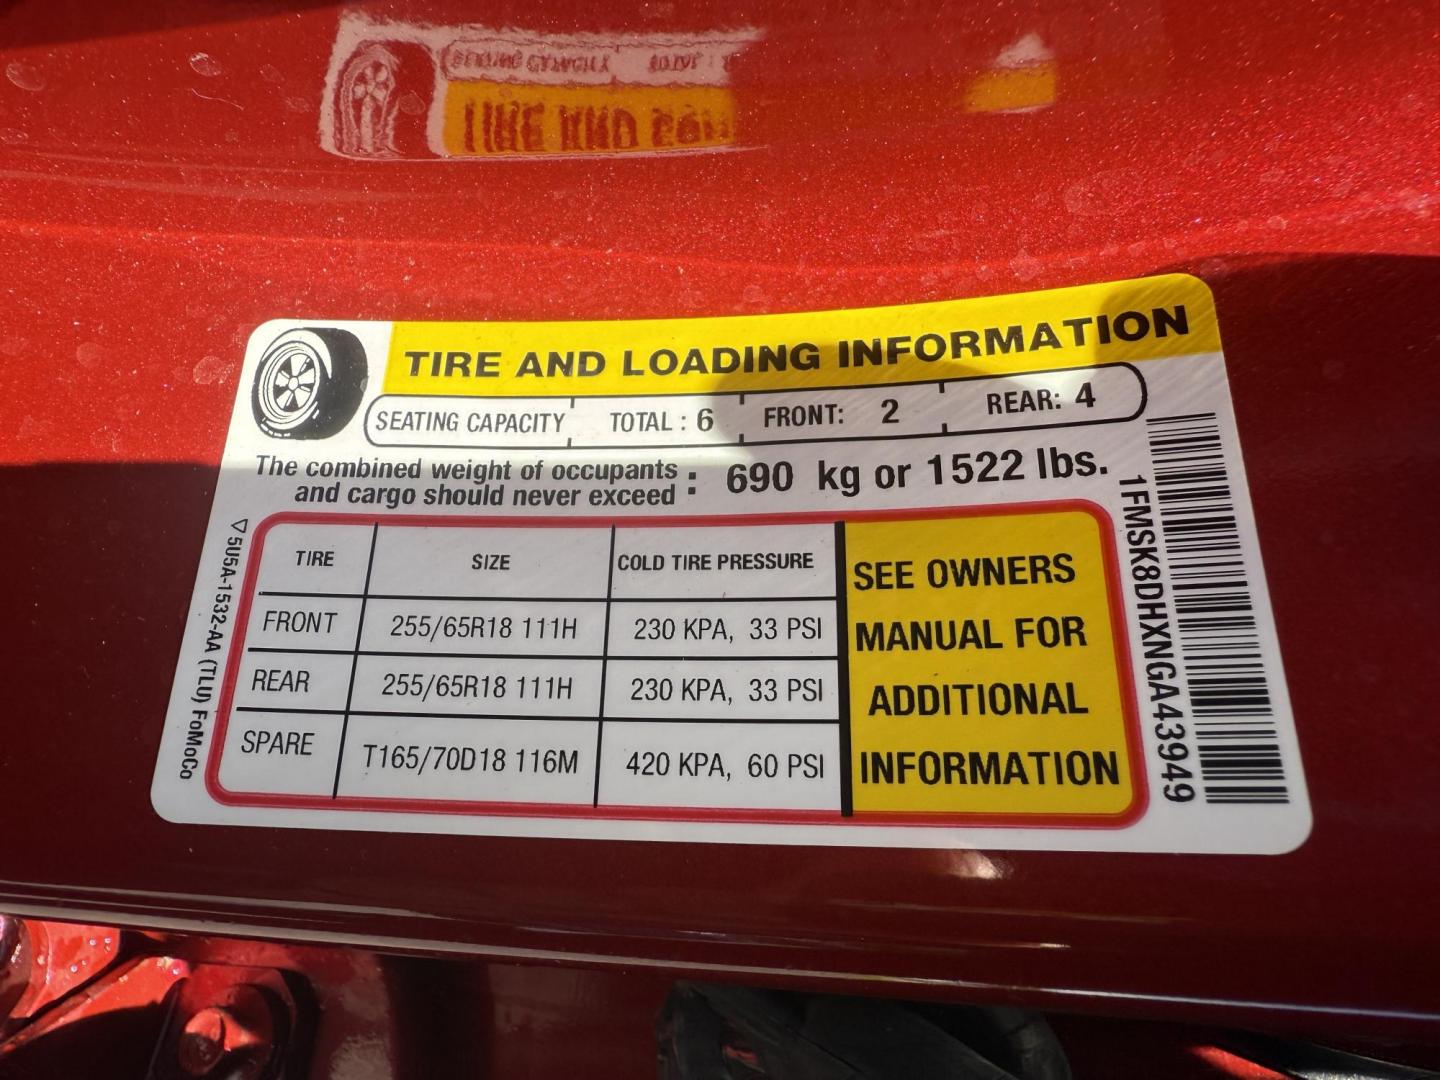 TIRE AND LOADING INFORMATION
SEATING CAPACITY TOTAL : 6 FRONT: 2 REAR: 4
The combined weight of occupants
and cargo should never exceed : 690 kg or 1522 lbs.
TIRE SIZE COLD TIRE PRESSURE
FRONT 255/65R18 111H 230 KPA, 33 PSI
REAR 255/65R18 111H 230 KPA, 33 PSI
SPARE T165/70D18 116M 420 KPA, 60 PSI
SEE OWNERS
MANUAL FOR
ADDITIONAL
INFORMATION
5U5A-1532-AA (TLU) FoMoCo
1FMSK8DHXNGA43949